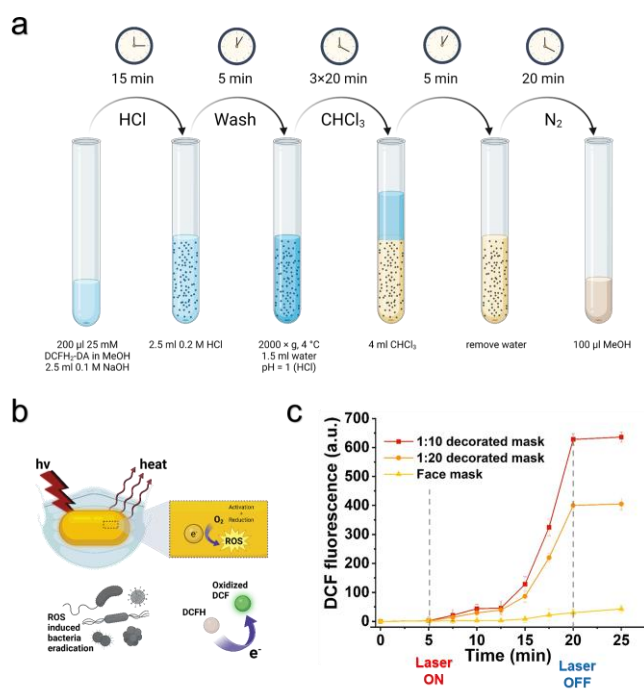 a
15 min
5 min
3×20 min
5 min
20 min
HCl
Wash
CHCl₃
N₂
200 µl 25 mM
DCFH₂-DA in MeOH
2.5 ml 0.1 M NaOH
2.5 ml 0.2 M HCl
2000 × g, 4 °C
1.5 ml water
pH = 1 (HCl)
4 ml CHCl₃
remove water
100 µl MeOH
b
hv
heat
Activation
+
Reduction
O₂
e⁻
ROS
ROS
induced
bacteria
eradication
Oxidized
DCF
DCFH
e⁻
c
DCF fluorescence (a.u.)
700
600
500
400
300
200
100
0
1:10 decorated mask
1:20 decorated mask
Face mask
0 5 10 15 20 25
Laser
ON
Time (min)
Laser
OFF